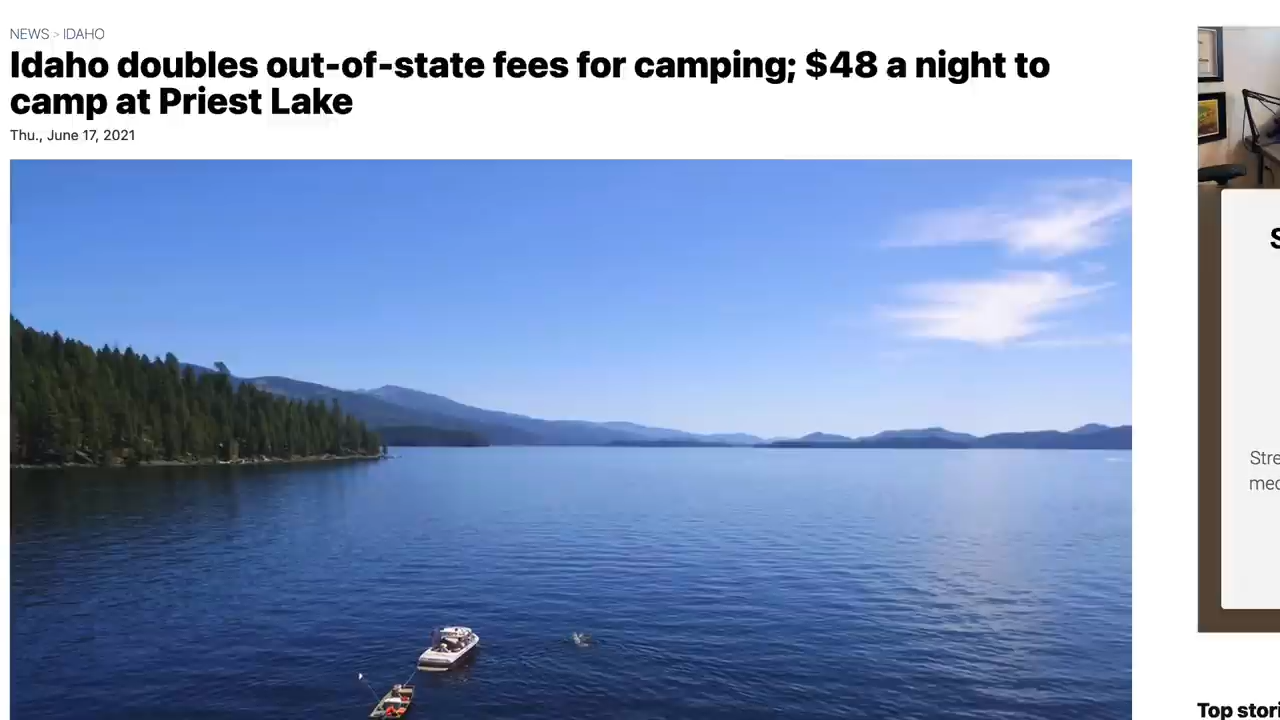 NEWS > IDAHO
Idaho doubles out-of-state fees for camping; $48 a night to
camp at Priest Lake
Thu., June 17, 2021
Top